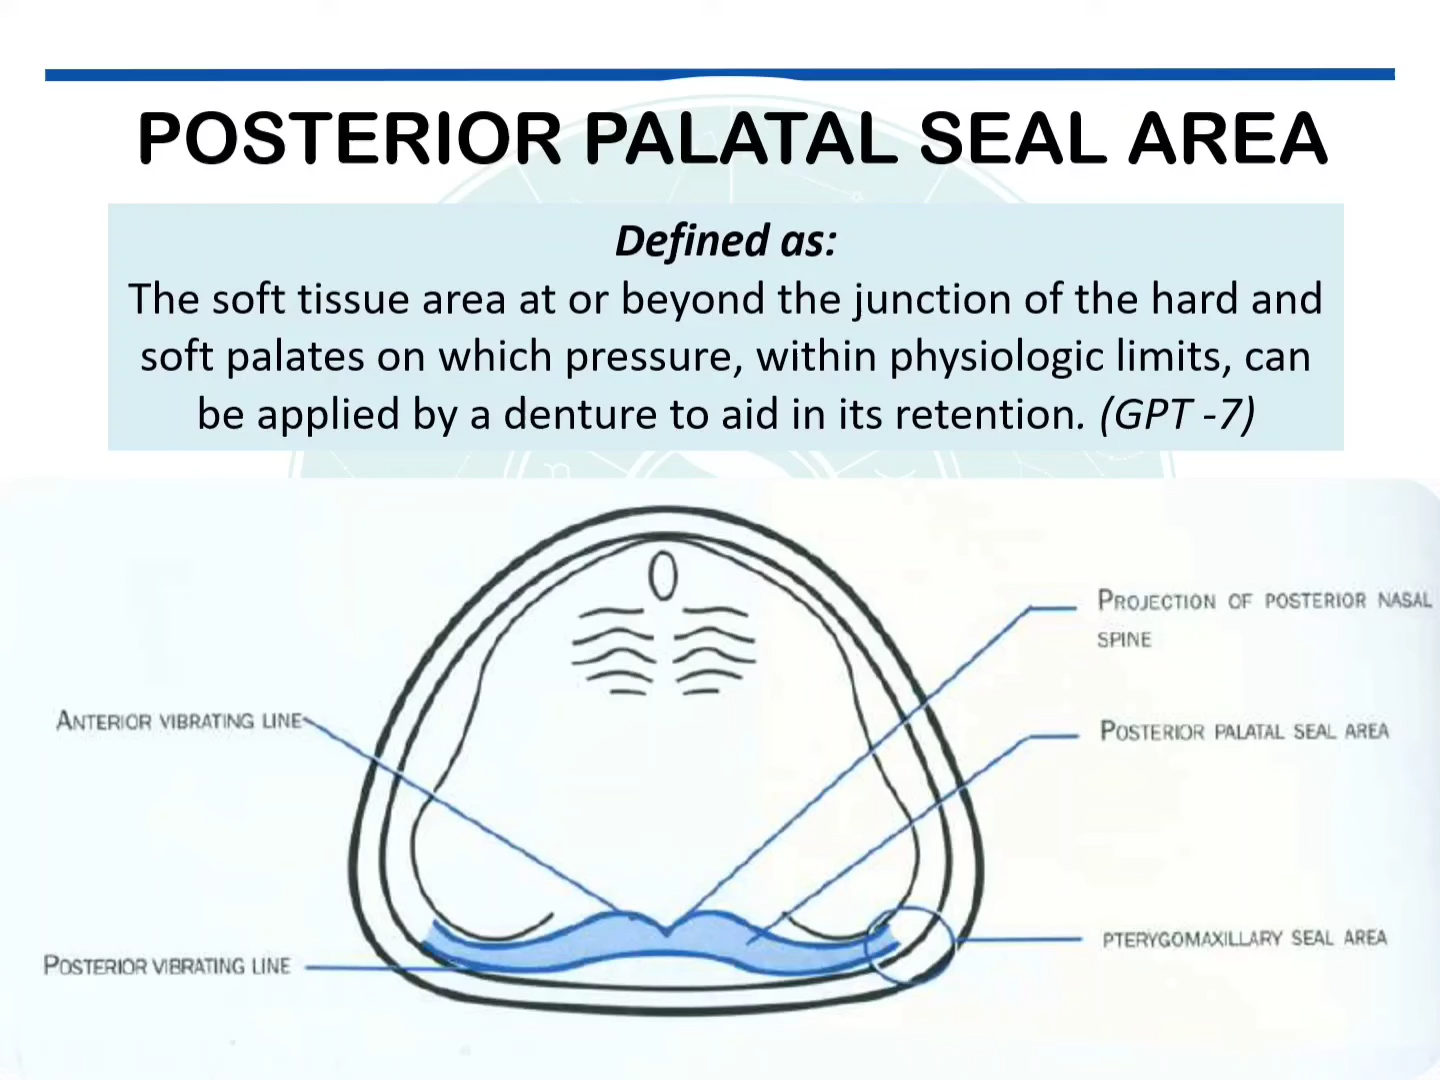 POSTERIOR PALATAL SEAL AREA
Defined as:
The soft tissue area at or beyond the junction of the hard and
soft palates on which pressure, within physiologic limits, can
be applied by a denture to aid in its retention. (GPT -7)
PROJECTION OF POSTERIOR NASAL
SPINE
ANTERIOR VIBRATING LINE
POSTERIOR PALATAL SEAL AREA
PTERYGOMAXILLARY SEAL AREA
POSTERIOR VIBRATING LINE